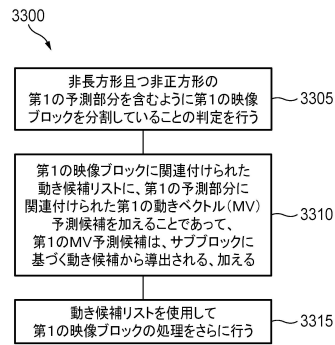 3300
非長方形且つ非正方形の
第1の予測部分を含むように第1の映像
ブロックを分割していることの判定を行う
3305
第1の映像ブロックに関連付けられた
動き候補リストに、第1の予測部分に
関連付けられた第1の動きベクトル(MV)
予測候補を加えることであって、
第1のMV予測候補は、サブブロックに
基づく動き候補から導出される、加える
3310
動き候補リストを使用して
第1の映像ブロックの処理をさらに行う
3315